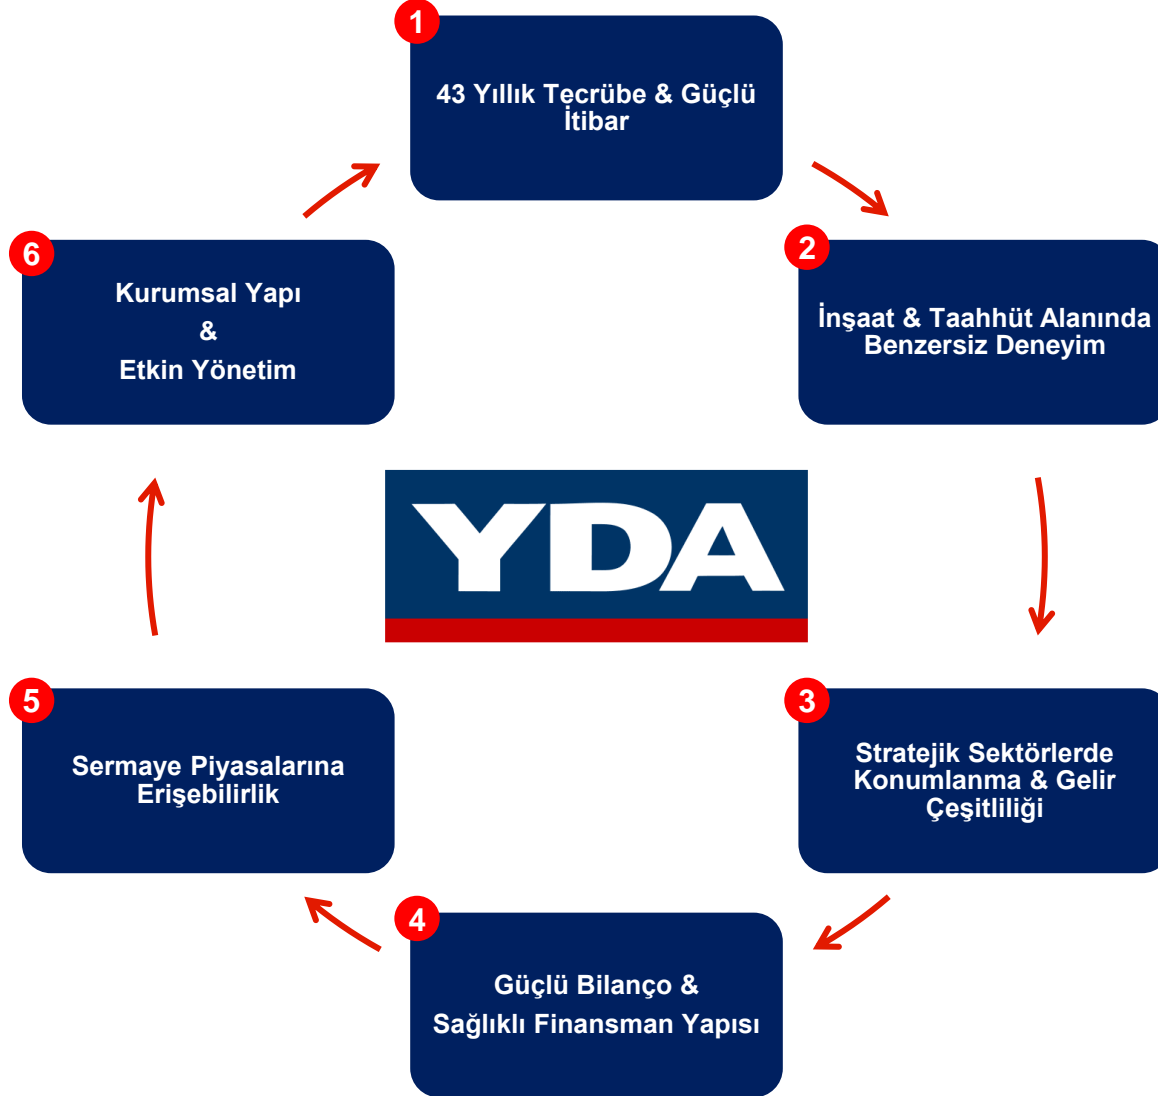 1
43 Yıllık Tecrübe & Güçlü
İtibar
2
İnşaat & Taahhüt Alanında
Benzersiz Deneyim
3
Stratejik Sektörlerde
Konumlanma & Gelir
Çeşitliliği
4
Güçlü Bilanço &
Sağlıklı Finansman Yapısı
5
Sermaye Piyasalarına
Erişebilirlik
6
Kurumsal Yapı
&
Etkin Yönetim
YDA